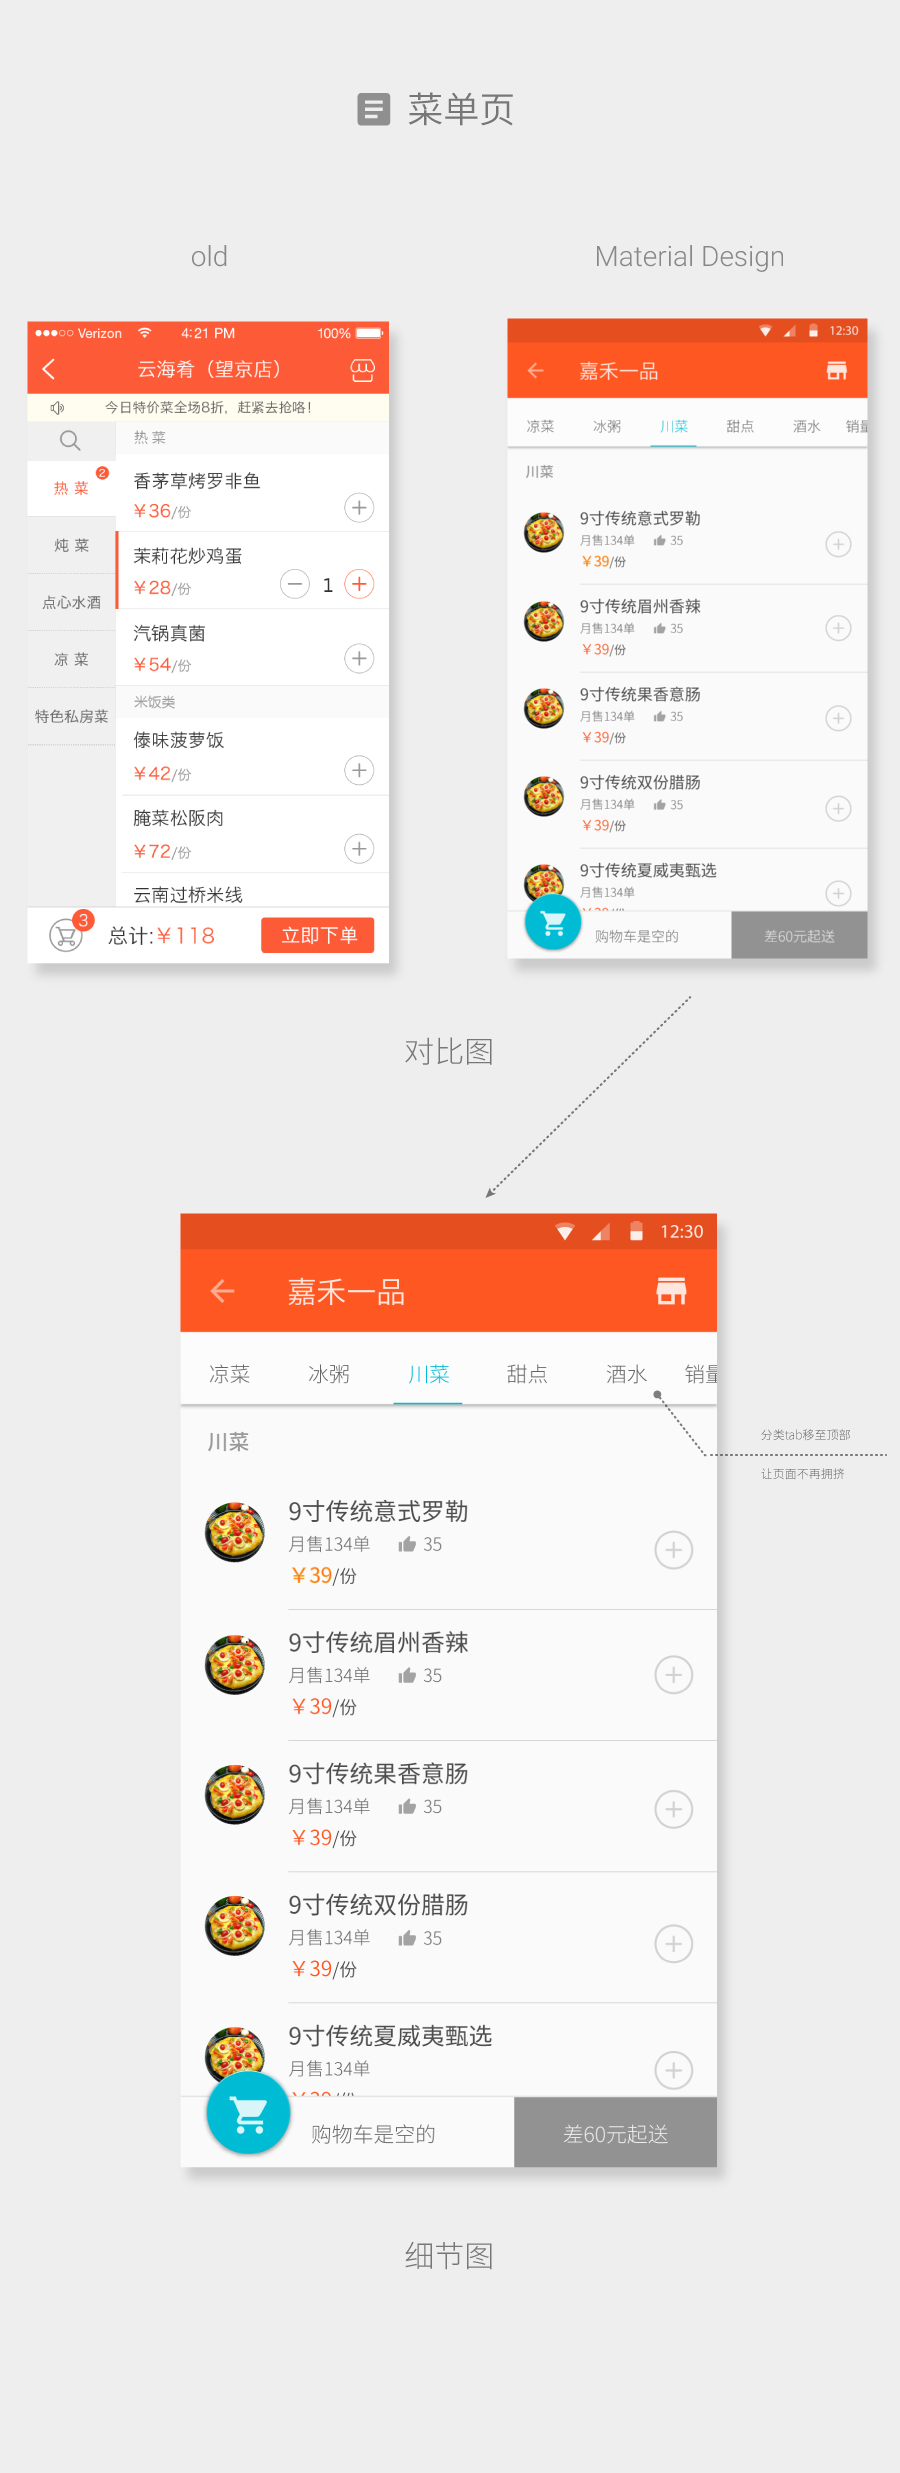 菜单页
old
Material Design
Verizon 4:21 PM 100%
云海肴（望京店）
今日特价菜全场8折，赶紧去抢咯！
热 菜
2
炖 菜
点心水酒
凉 菜
特色私房菜
热 菜
香茅草烤罗非鱼
￥36/份
茉莉花炒鸡蛋
￥28/份 1
汽锅真菌
￥54/份
米饭类
傣味菠萝饭
￥42/份
腌菜松阪肉
￥72/份
云南过桥米线
3
总计:￥118 立即下单
12:30
嘉禾一品
凉菜 冰粥 川菜 甜点 酒水 销量
川菜
9寸传统意式罗勒
月售134单 35
￥39/份
9寸传统眉州香辣
月售134单 35
￥39/份
9寸传统果香意肠
月售134单 35
￥39/份
9寸传统双份腊肠
月售134单 35
￥39/份
9寸传统夏威夷甄选
月售134单
￥39/份
购物车是空的 差60元起送
对比图
12:30
嘉禾一品
凉菜 冰粥 川菜 甜点 酒水 销量
分类tab移至顶部
让页面不再拥挤
川菜
9寸传统意式罗勒
月售134单 35
￥39/份
9寸传统眉州香辣
月售134单 35
￥39/份
9寸传统果香意肠
月售134单 35
￥39/份
9寸传统双份腊肠
月售134单 35
￥39/份
9寸传统夏威夷甄选
月售134单
￥39/份
购物车是空的 差60元起送
细节图